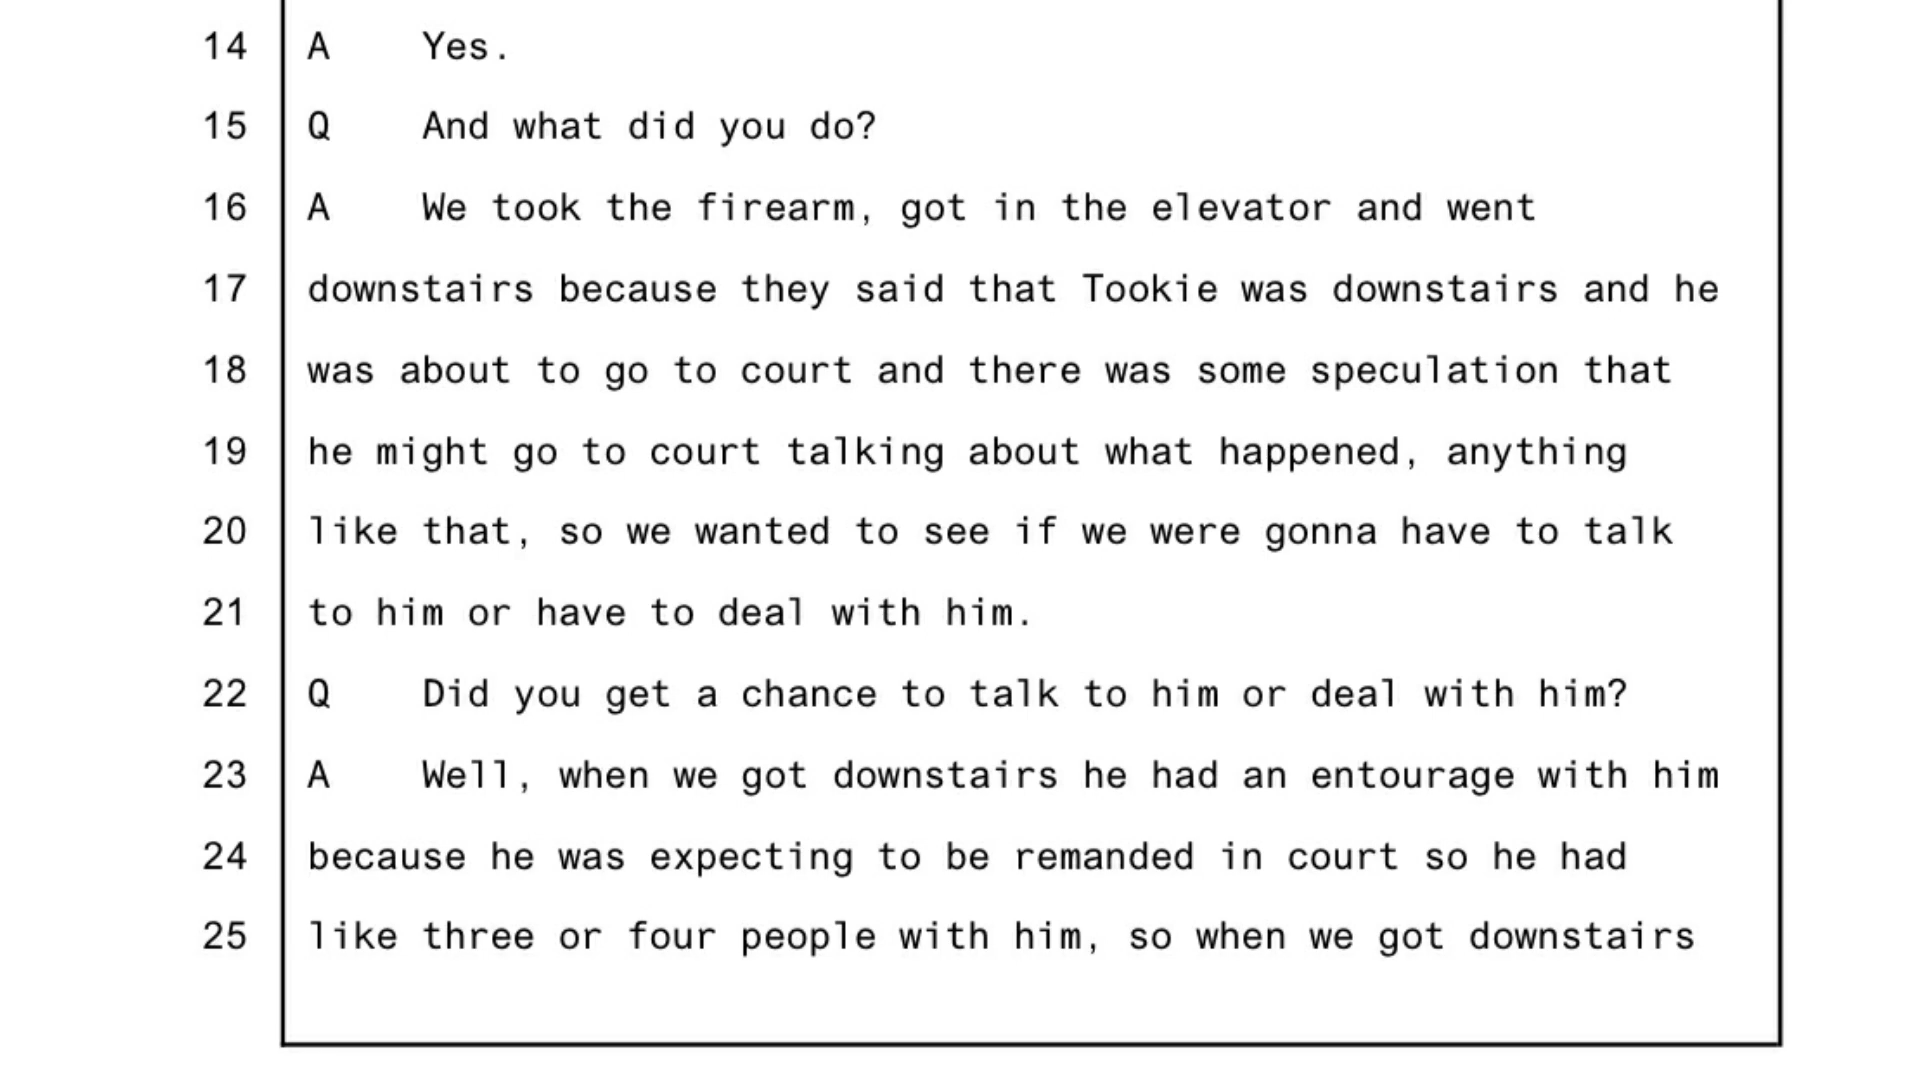 14 A Yes.
15 Q And what did you do?
16 A We took the firearm, got in the elevator and went
17 downstairs because they said that Tookie was downstairs and he
18 was about to go to court and there was some speculation that
19 he might go to court talking about what happened, anything
20 like that, so we wanted to see if we were gonna have to talk
21 to him or have to deal with him.
22 Q Did you get a chance to talk to him or deal with him?
23 A Well, when we got downstairs he had an entourage with him
24 because he was expecting to be remanded in court so he had
25 like three or four people with him, so when we got downstairs